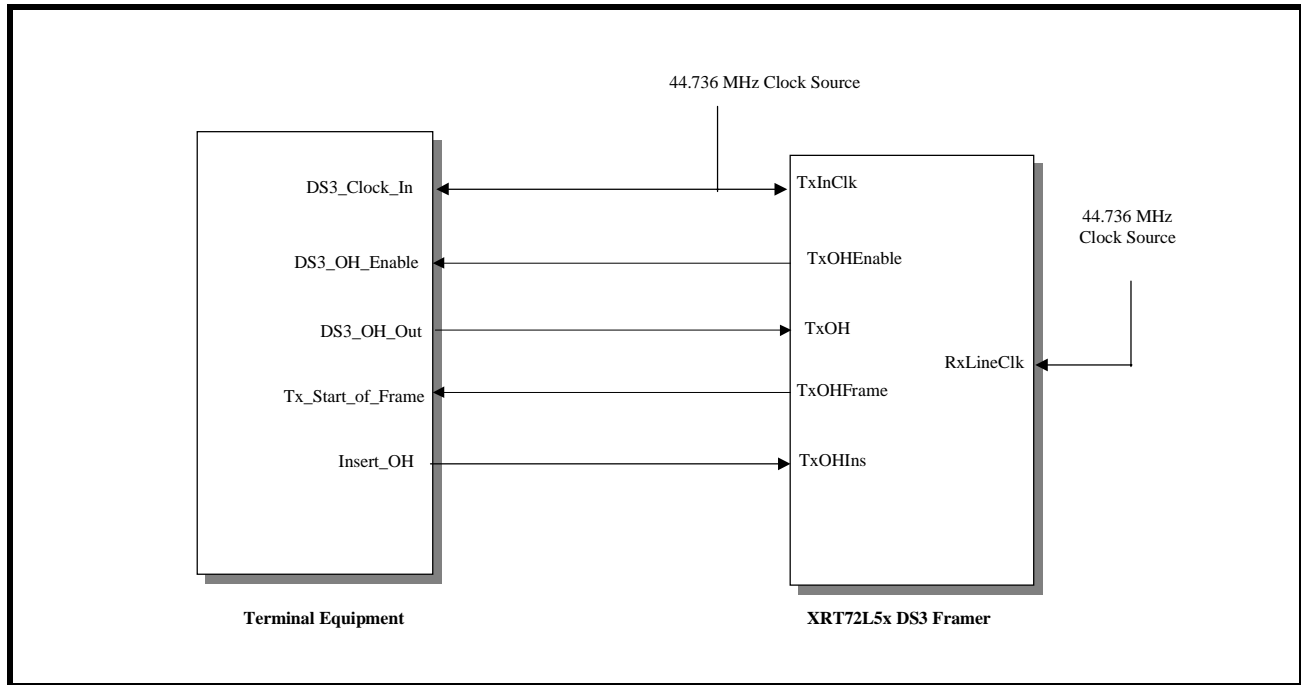 44.736 MHz Clock Source
DS3_Clock_In
TxInClk
44.736 MHz
Clock Source
DS3_OH_Enable
TxOHEnable
DS3_OH_Out
TxOH
RxLineClk
Tx_Start_of_Frame
TxOHFrame
Insert_OH
TxOHIns
Terminal Equipment
XRT72L5x DS3 Framer